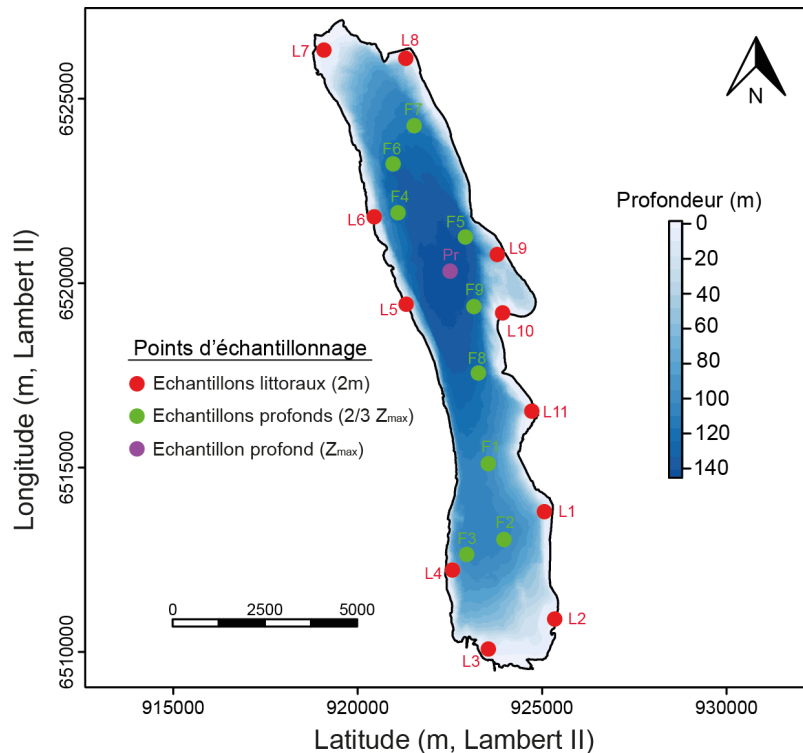 L7
L8
N
F7
F6
F4
L6
F5
L9
Pr
F9
L5
L10
F8
L11
F1
L1
F2
F3
L4
L2
L3
Profondeur (m)
0
20
40
60
80
100
120
140
Points d’échantillonnage
Echantillons littoraux (2m)
Echantillons profonds (2/3 Zmax)
Echantillon profond (Zmax)
0 2500 5000
6525000
6520000
6515000
6510000
Longitude (m, Lambert II)
915000 920000 925000 930000
Latitude (m, Lambert II)